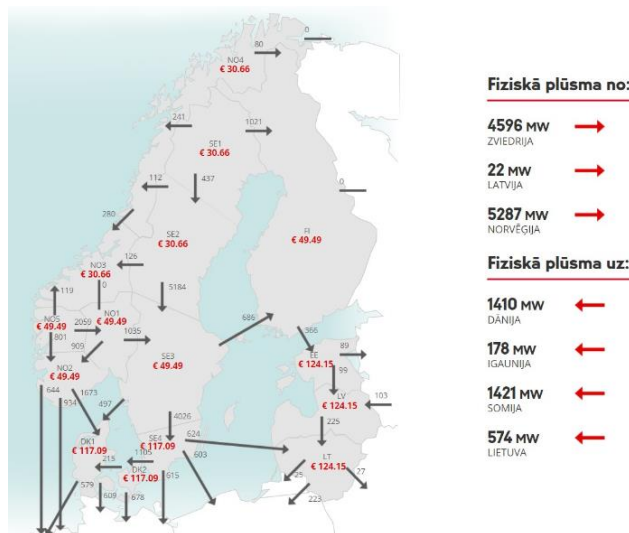 0
80
NO4
€ 30.66
241
1021
SE1
€ 30.66
112
437
0
280
SE2
€ 30.66
FI
€ 49.49
126
NO3
€ 30.66
0
119
5184
NO5
€ 49.49
NO1
€ 49.49
2059
801
909
1035
686
366
SE3
€ 49.49
EE
€ 124.15
89
99
NO2
€ 49.49
644
934
1673
497
LV
€ 124.15
103
225
4026
624
SE4
€ 117.09
603
DK1
€ 117.09
215
1105
DK2
€ 117.09
LT
€ 124.15
25
27
223
579
609
678
615
Fiziskā plūsma no:
4596 MW
ZVIEDRIJA
22 MW
LATVIJA
5287 MW
NORVĒĢIJA
Fiziskā plūsma uz:
1410 MW
DĀNIJA
178 MW
IGAUNIJA
1421 MW
SOMIJA
574 MW
LIETUVA